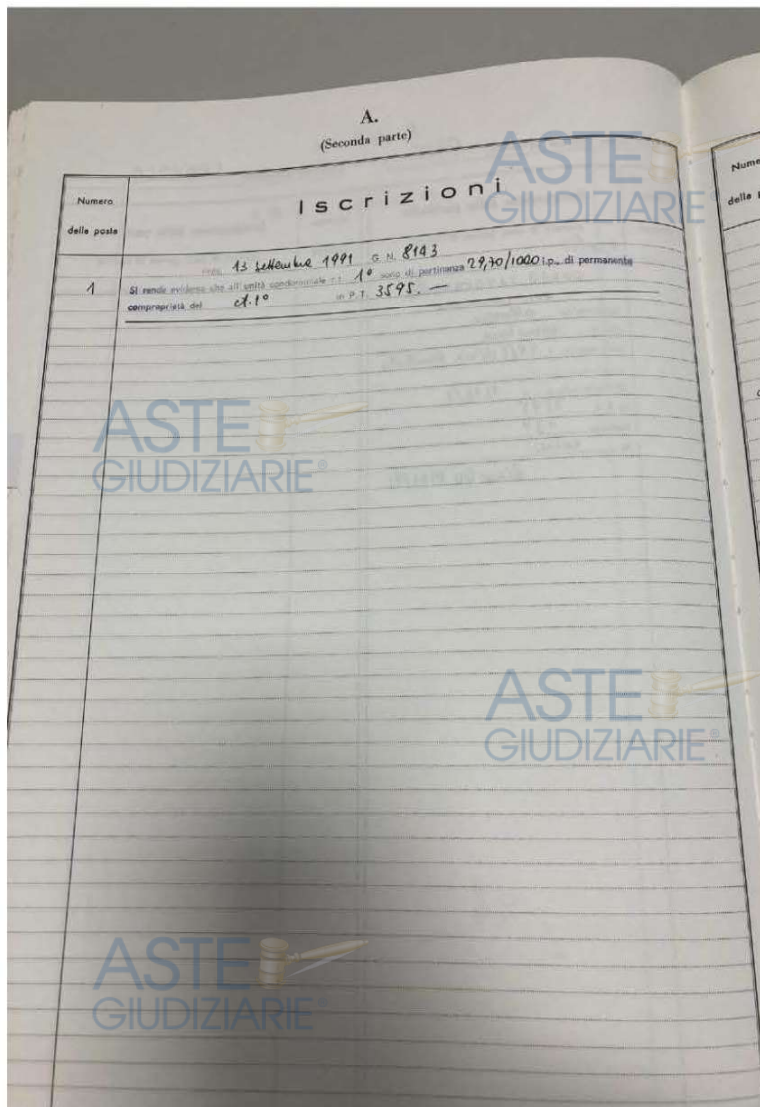 A.
(Seconda parte)
Numero
delle poste
Iscrizioni
Pres. 13 settembre 1991 G. N. 8143
1
Si rende evidente che all'unità condominiale c.t. 1° sono di pertinenza 29,70/1000 i.p. di permanente
comproprietà del ct. 1° in P.T. 3595. —
Nume
delle p
ASTE
GIUDIZIARIE®
ASTE
GIUDIZIARIE®
ASTE
GIUDIZIARIE®
ASTE
GIUDIZIARIE®